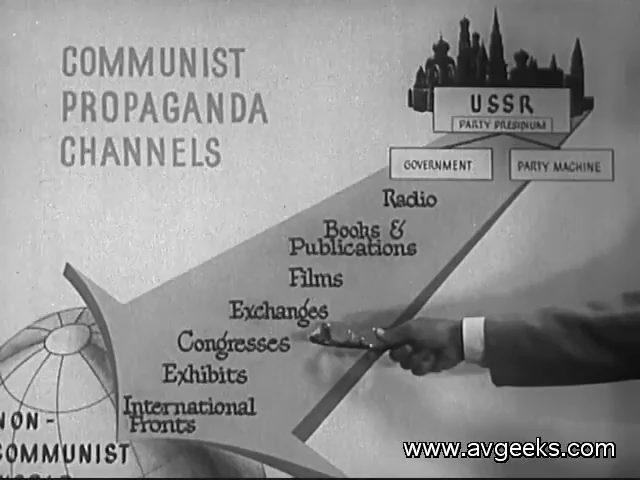 COMMUNIST
PROPAGANDA
CHANNELS
USSR
PARTY PRESIDIUM
GOVERNMENT
PARTY MACHINE
Radio
Books &
Publications
Films
Exchanges
Congresses
Exhibits
International
Fronts
NON-
COMMUNIST
www.avgeeks.com